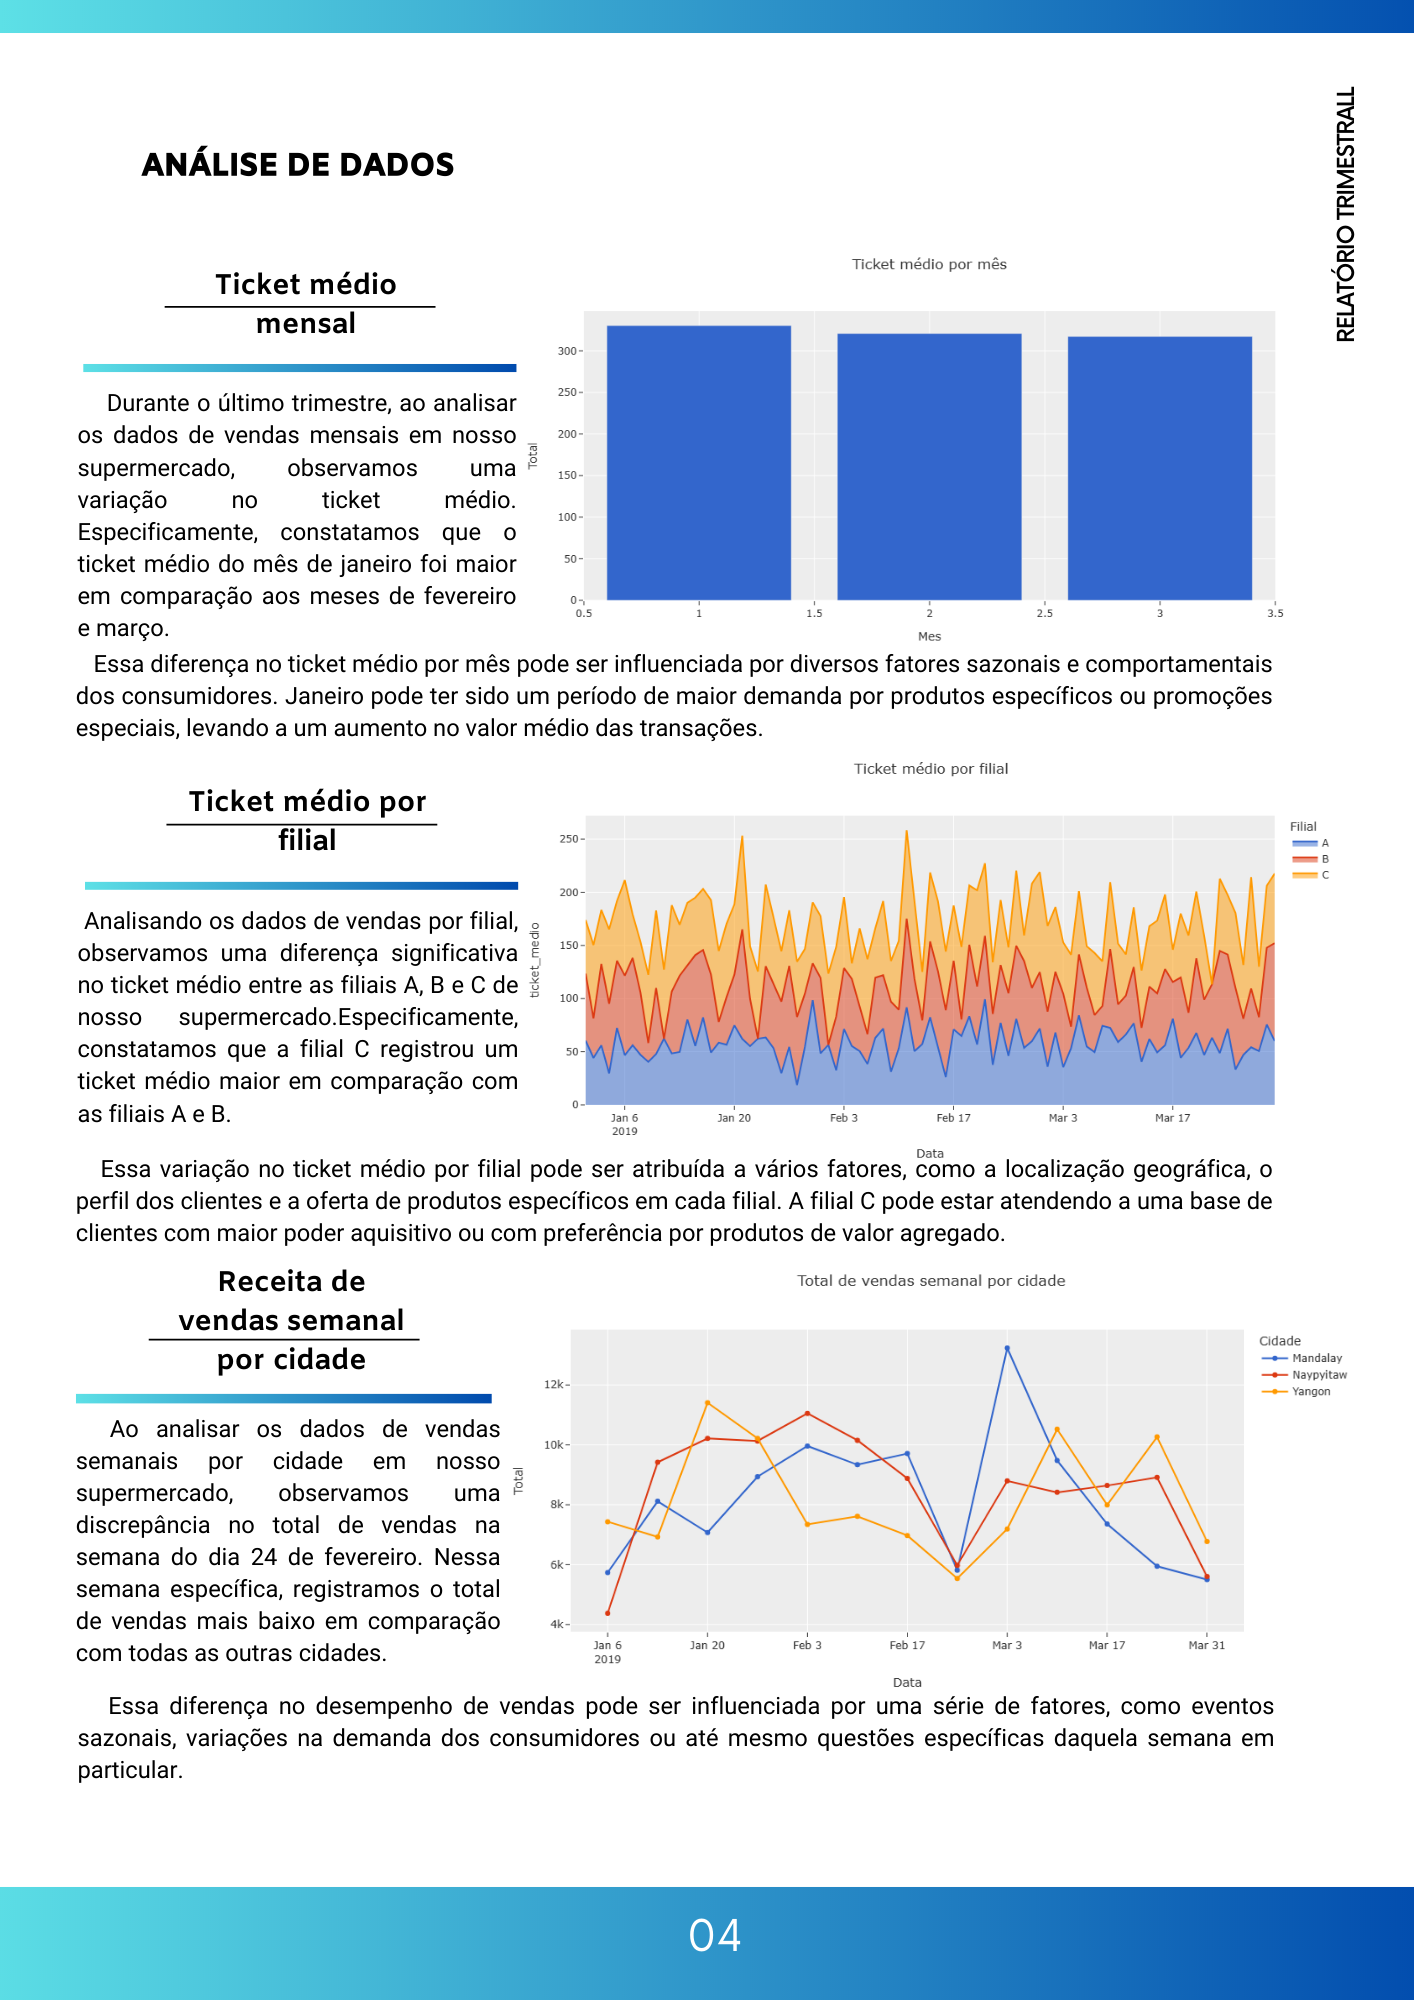 RELATÓRIO TRIMESTRALL
ANÁLISE DE DADOS
Ticket médio
mensal
Durante o último trimestre, ao analisar
os dados de vendas mensais em nosso
supermercado, observamos uma
variação no ticket médio.
Especificamente, constatamos que o
ticket médio do mês de janeiro foi maior
em comparação aos meses de fevereiro
e março.
Ticket médio por mês
Total
300
250
200
150
100
50
0
0.5 1 1.5 2 2.5 3 3.5
Mes
Essa diferença no ticket médio por mês pode ser influenciada por diversos fatores sazonais e comportamentais
dos consumidores. Janeiro pode ter sido um período de maior demanda por produtos específicos ou promoções
especiais, levando a um aumento no valor médio das transações.
Ticket médio por
filial
Analisando os dados de vendas por filial,
observamos uma diferença significativa
no ticket médio entre as filiais A, B e C de
nosso supermercado.Especificamente,
constatamos que a filial C registrou um
ticket médio maior em comparação com
as filiais A e B.
Ticket médio por filial
ticket_medio
250
200
150
100
50
0
Jan 6 Jan 20 Feb 3 Feb 17 Mar 3 Mar 17
2019
Data
Filial
A
B
C
Essa variação no ticket médio por filial pode ser atribuída a vários fatores, como a localização geográfica, o
perfil dos clientes e a oferta de produtos específicos em cada filial. A filial C pode estar atendendo a uma base de
clientes com maior poder aquisitivo ou com preferência por produtos de valor agregado.
Receita de
vendas semanal
por cidade
Ao analisar os dados de vendas
semanais por cidade em nosso
supermercado, observamos uma
discrepância no total de vendas na
semana do dia 24 de fevereiro. Nessa
semana específica, registramos o total
de vendas mais baixo em comparação
com todas as outras cidades.
Total de vendas semanal por cidade
Total
12k
10k
8k
6k
4k
Jan 6 Jan 20 Feb 3 Feb 17 Mar 3 Mar 17 Mar 31
2019
Data
Cidade
Mandalay
Naypyitaw
Yangon
Essa diferença no desempenho de vendas pode ser influenciada por uma série de fatores, como eventos
sazonais, variações na demanda dos consumidores ou até mesmo questões específicas daquela semana em
particular.
04